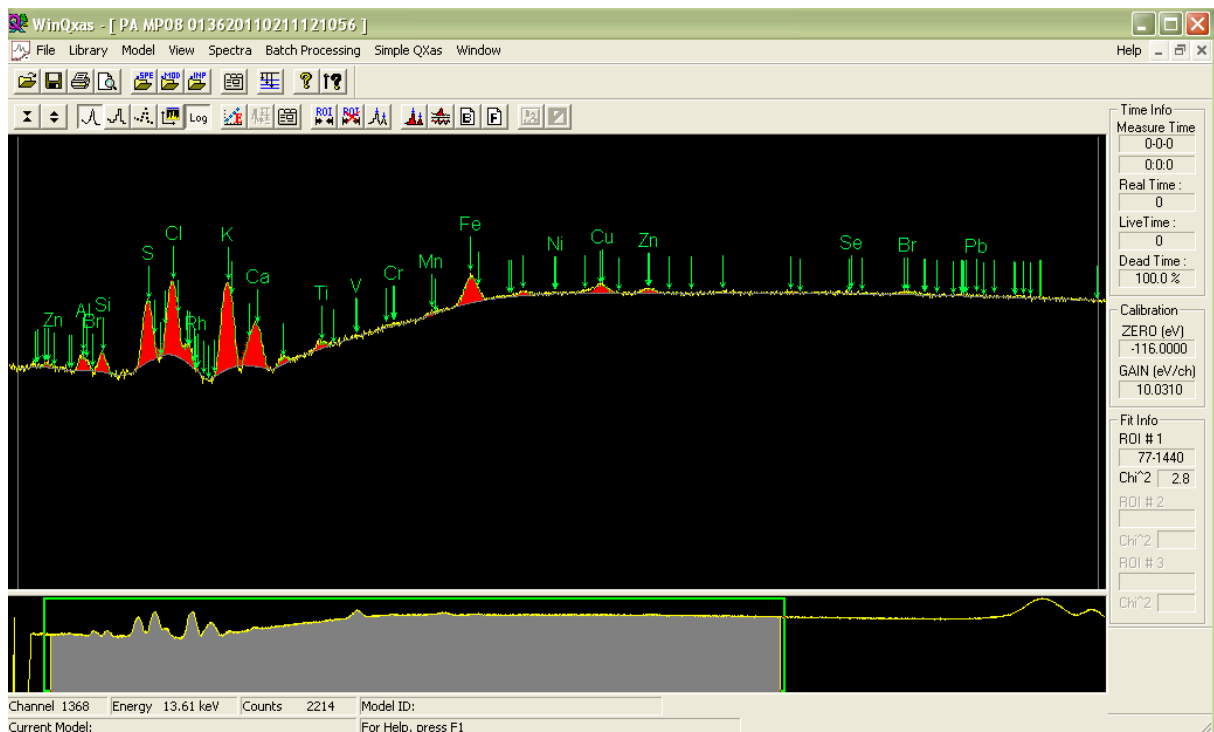 WinQxas - [ PA MP08 013620110211121056 ]
File Library Model View Spectra Batch Processing Simple QXas Window Help
SPE MOD INP
Log E ROI ROI B F
Time Info
Measure Time
0-0-0
0:0:0
Real Time :
0
LiveTime :
0
Dead Time :
100.0 %
Calibration
ZERO (eV)
-116.0000
GAIN (eV/ch)
10.0310
Fit Info
ROI # 1
77-1440
Chi^2 2.8
ROI # 2
Chi^2
ROI # 3
Chi^2
Zn Al Br Si S Cl Rh K Ca Ti V Cr Mn Fe Ni Cu Zn Se Br Pb
Channel 1368 Energy 13.61 keV Counts 2214 Model ID:
Current Model: For Help, press F1